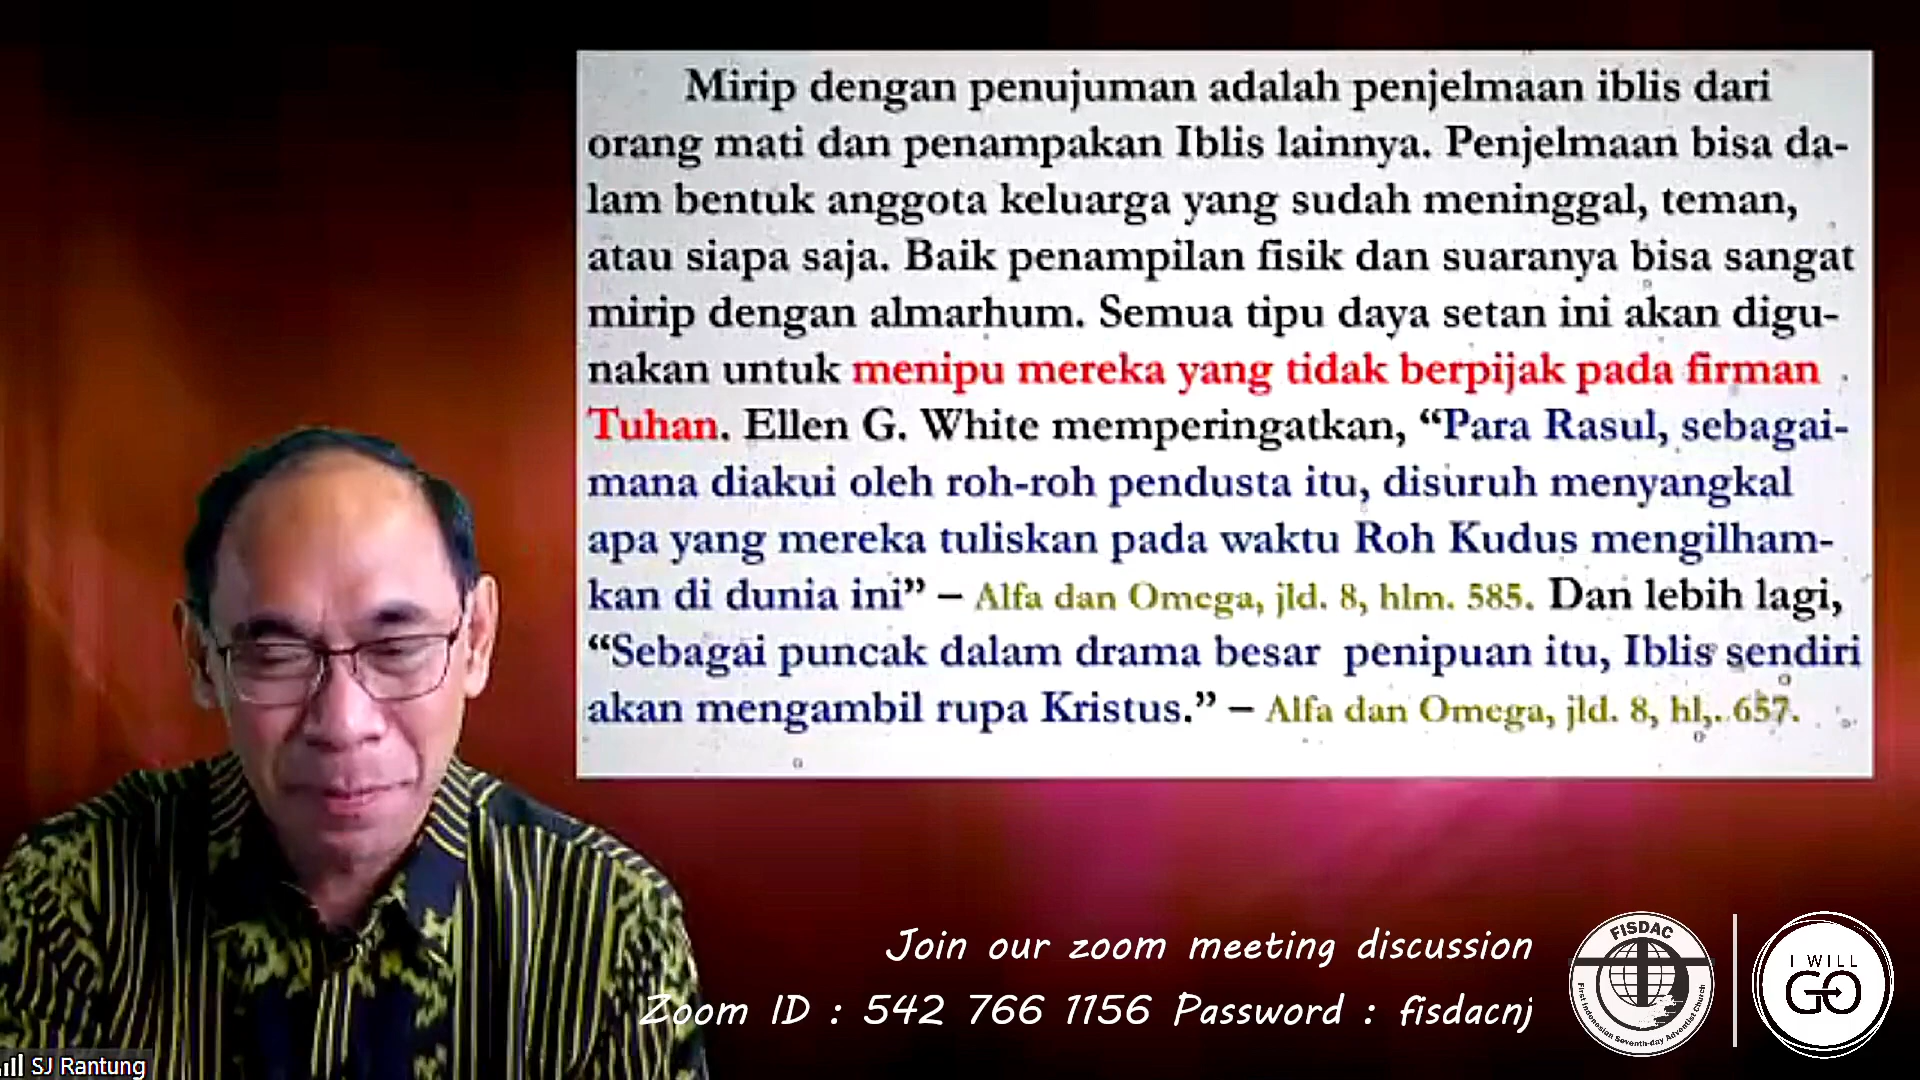 Mirip dengan penujuman adalah penjelmaan iblis dari
orang mati dan penampakan Iblis lainnya. Penjelmaan bisa da-
lam bentuk anggota keluarga yang sudah meninggal, teman,
atau siapa saja. Baik penampilan fisik dan suaranya bisa sangat
mirip dengan almarhum. Semua tipu daya setan ini akan digu-
nakan untuk menipu mereka yang tidak berpijak pada firman
Tuhan. Ellen G. White memperingatkan, “Para Rasul, sebagai-
mana diakui oleh roh-roh pendusta itu, disuruh menyangkal
apa yang mereka tuliskan pada waktu Roh Kudus mengilham-
kan di dunia ini” – Alfa dan Omega, jld. 8, hlm. 585. Dan lebih lagi,
“Sebagai puncak dalam drama besar penipuan itu, Iblis sendiri
akan mengambil rupa Kristus.” – Alfa dan Omega, jld. 8, hl,. 657.
Join our zoom meeting discussion
Zoom ID : 542 766 1156 Password : fisdacnj
FISDAC
First Indonesian Seventh-day Adventist Church
I WILL
GO
SJ Rantung